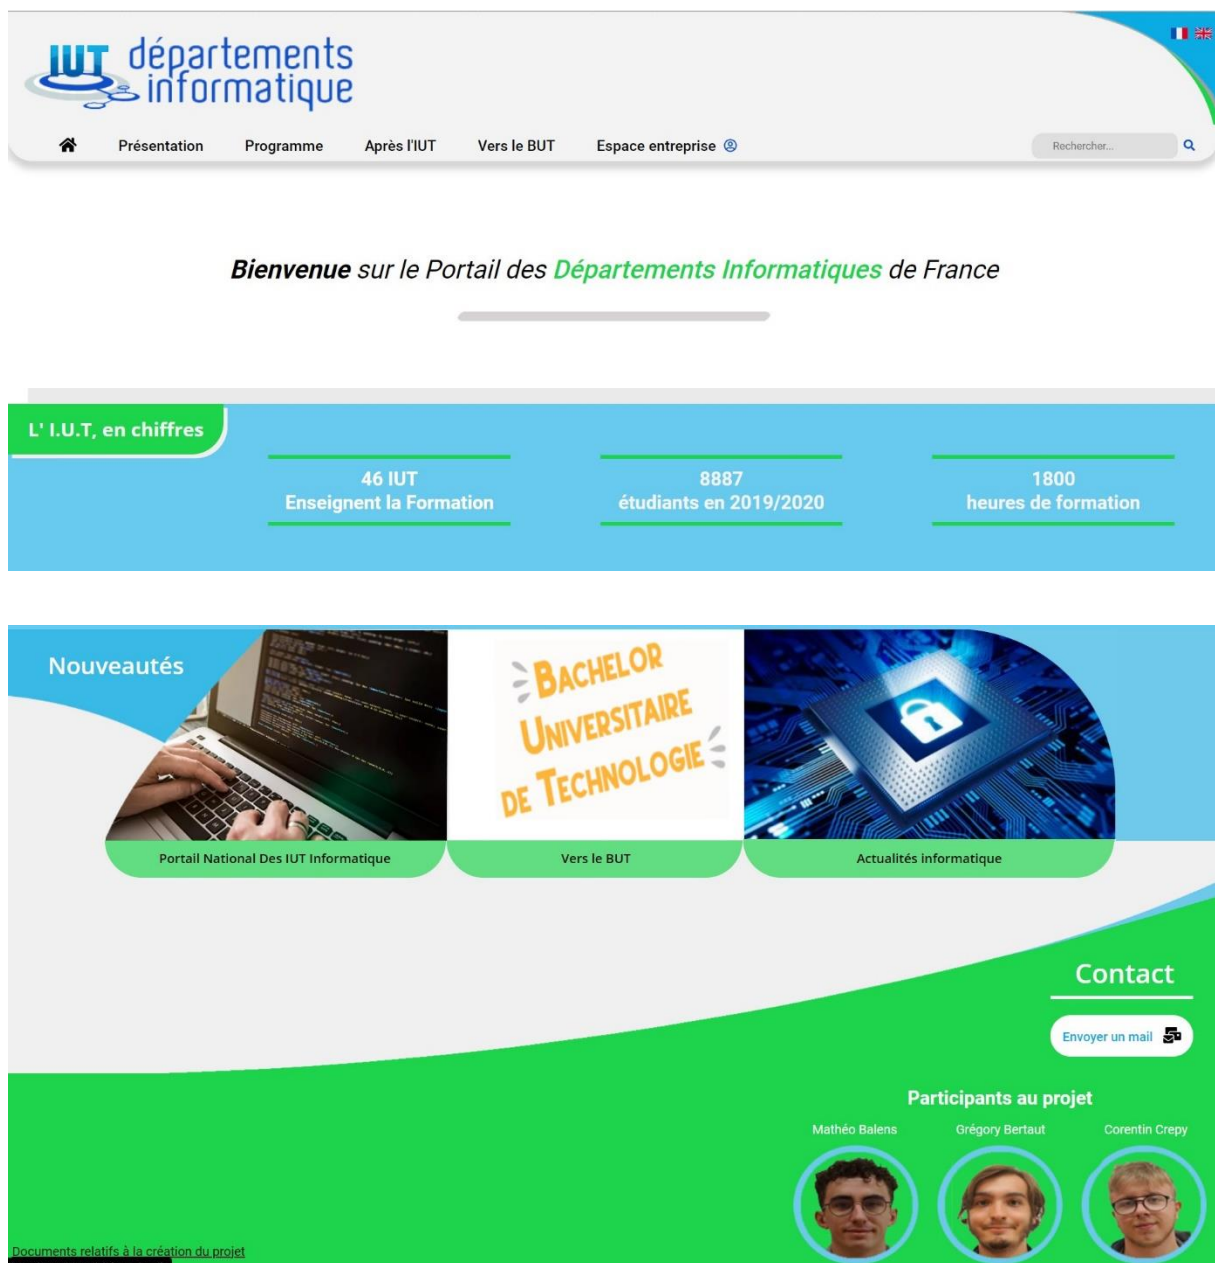 IUT départements
informatique
Présentation Programme Après l'IUT Vers le BUT Espace entreprise Rechercher...
Bienvenue sur le Portail des Départements Informatiques de France
L' I.U.T, en chiffres
46 IUT
Enseignent la Formation
8887
étudiants en 2019/2020
1800
heures de formation
Nouveautés
BACHELOR
UNIVERSITAIRE
DE TECHNOLOGIE
Portail National Des IUT Informatique
Vers le BUT
Actualités informatique
Contact
Envoyer un mail
Participants au projet
Mathéo Balens Grégory Bertaut Corentin Crepy
Documents relatifs à la création du projet